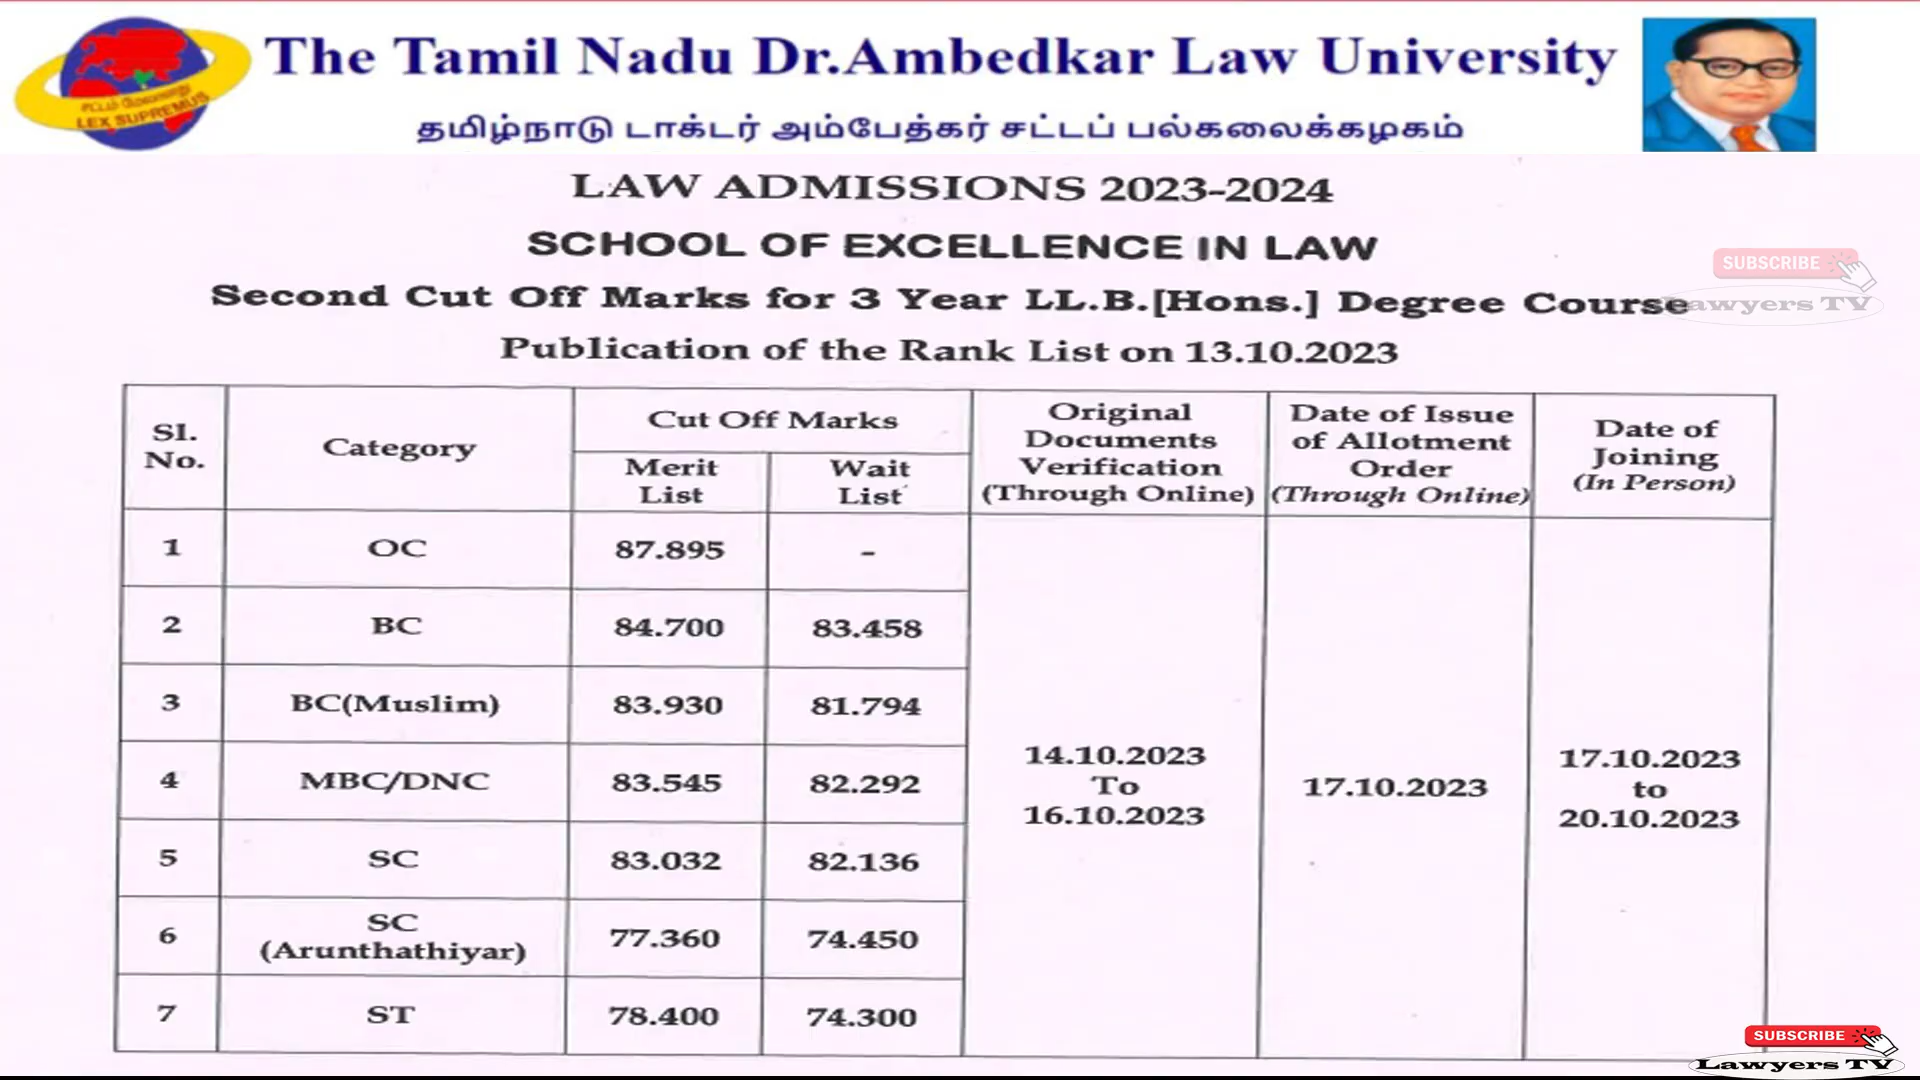 The Tamil Nadu Dr.Ambedkar Law University
தமிழ்நாடு டாக்டர் அம்பேத்கர் சட்டப் பல்கலைக்கழகம்
சட்டம் மேலானது
LEX SUPREMUS
LAW ADMISSIONS 2023-2024
SCHOOL OF EXCELLENCE IN LAW
SUBSCRIBE
Second Cut Off Marks for 3 Year LL.B.[Hons.] Degree Course
Lawyers TV
Publication of the Rank List on 13.10.2023
Sl. No. Category Cut Off Marks Original Documents Verification (Through Online) Date of Issue of Allotment Order (Through Online) Date of Joining (In Person)
Merit List Wait List
1 OC 87.895 -
2 BC 84.700 83.458
3 BC(Muslim) 83.930 81.794
4 MBC/DNC 83.545 82.292 14.10.2023 To 16.10.2023 17.10.2023 17.10.2023 to 20.10.2023
5 SC 83.032 82.136
6 SC (Arunthathiyar) 77.360 74.450
7 ST 78.400 74.300
SUBSCRIBE
Lawyers TV